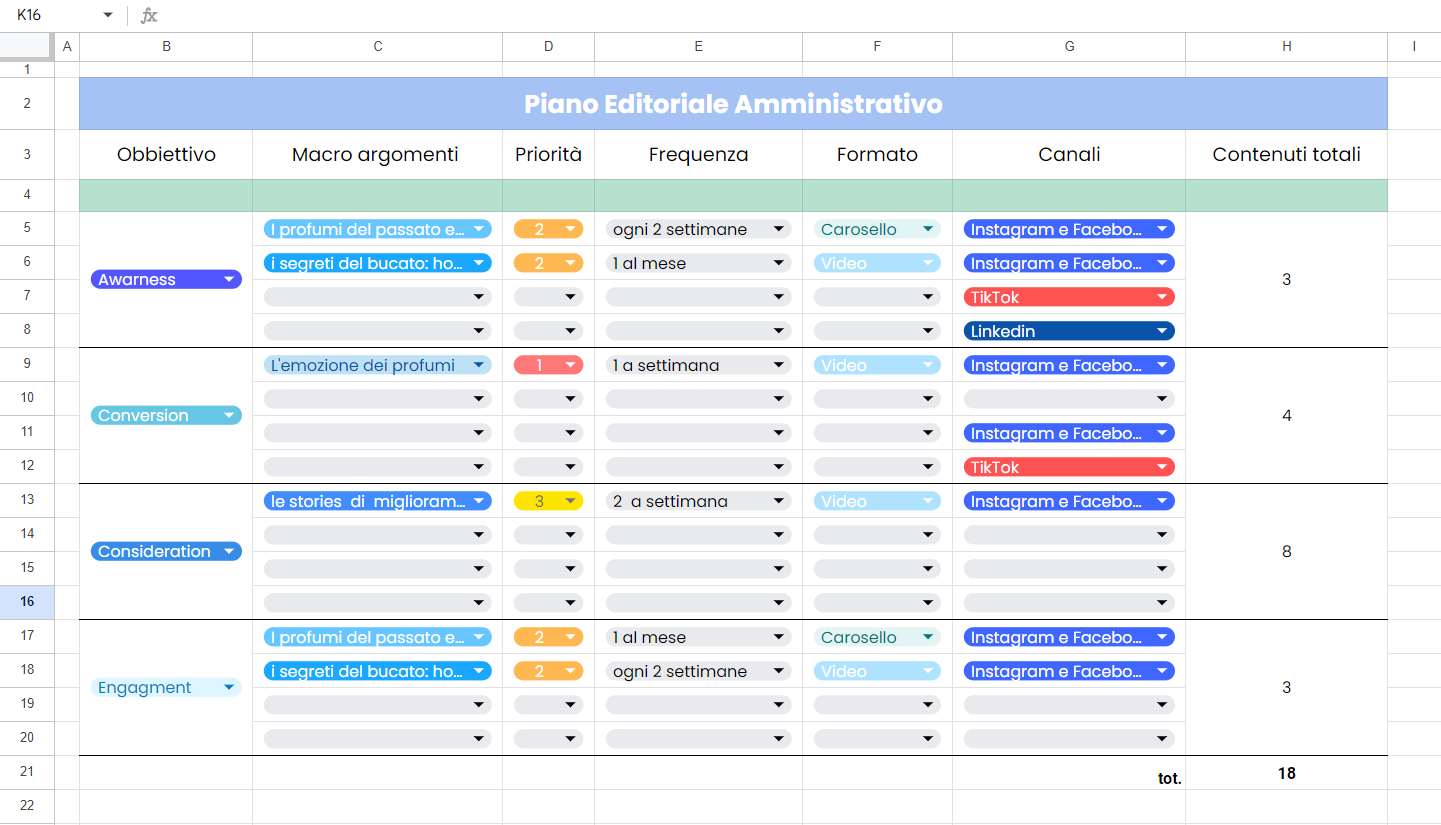 K16 fx
A B C D E F G H I
1
2 Piano Editoriale Amministrativo
3 Obbiettivo Macro argomenti Priorità Frequenza Formato Canali Contenuti totali
4
5 I profumi del passato e... 2 ogni 2 settimane Carosello Instagram e Facebo...
6 i segreti del bucato: ho... 2 1 al mese Video Instagram e Facebo...
Awarness 3
7 TikTok
8 Linkedin
9 L'emozione dei profumi 1 1 a settimana Video Instagram e Facebo...
10
Conversion 4
11 Instagram e Facebo...
12 TikTok
13 le stories di miglioram... 3 2 a settimana Video Instagram e Facebo...
14
Consideration 8
15
16
17 I profumi del passato e... 2 1 al mese Carosello Instagram e Facebo...
18 i segreti del bucato: ho... 2 ogni 2 settimane Video Instagram e Facebo...
Engagment 3
19
20
21 tot. 18
22